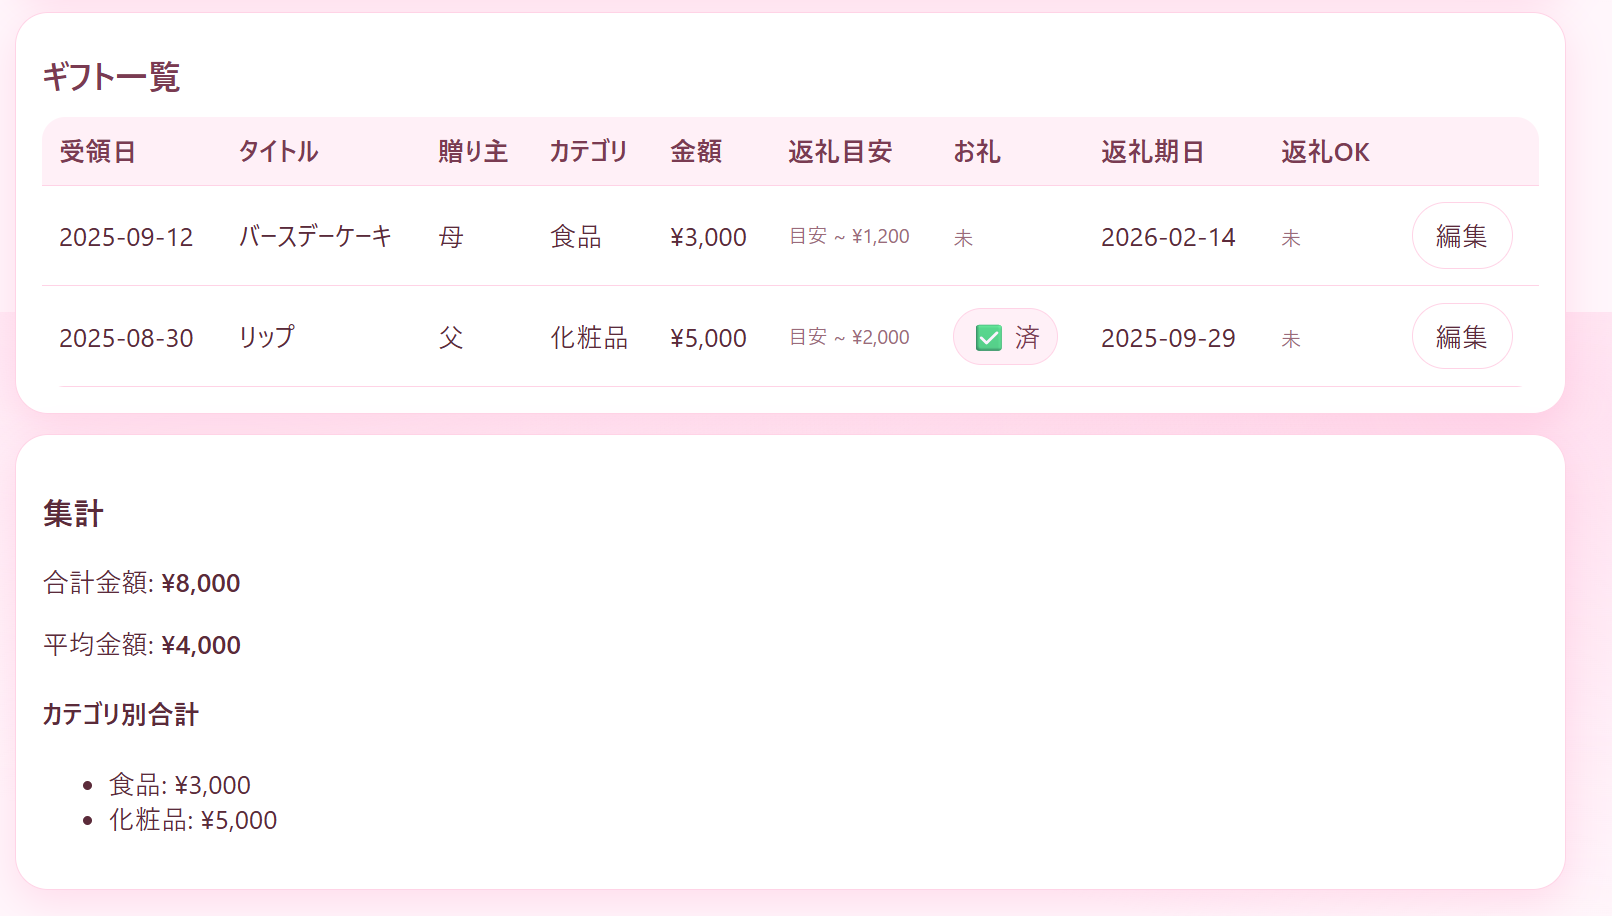 ギフト一覧
受領日 タイトル 贈り主 カテゴリ 金額 返礼目安 お礼 返礼期日 返礼OK
2025-09-12 バースデーケーキ 母 食品 ¥3,000 目安 ~ ¥1,200 未 2026-02-14 未 編集
2025-08-30 リップ 父 化粧品 ¥5,000 目安 ~ ¥2,000 ✅ 済 2025-09-29 未 編集
集計
合計金額: ¥8,000
平均金額: ¥4,000
カテゴリ別合計
• 食品: ¥3,000
• 化粧品: ¥5,000